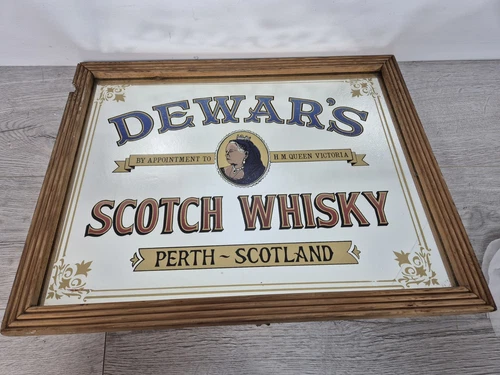 DEWAR'S
BY APPOINTMENT TO H.M. QUEEN VICTORIA
SCOTCH WHISKY
PERTH ~ SCOTLAND